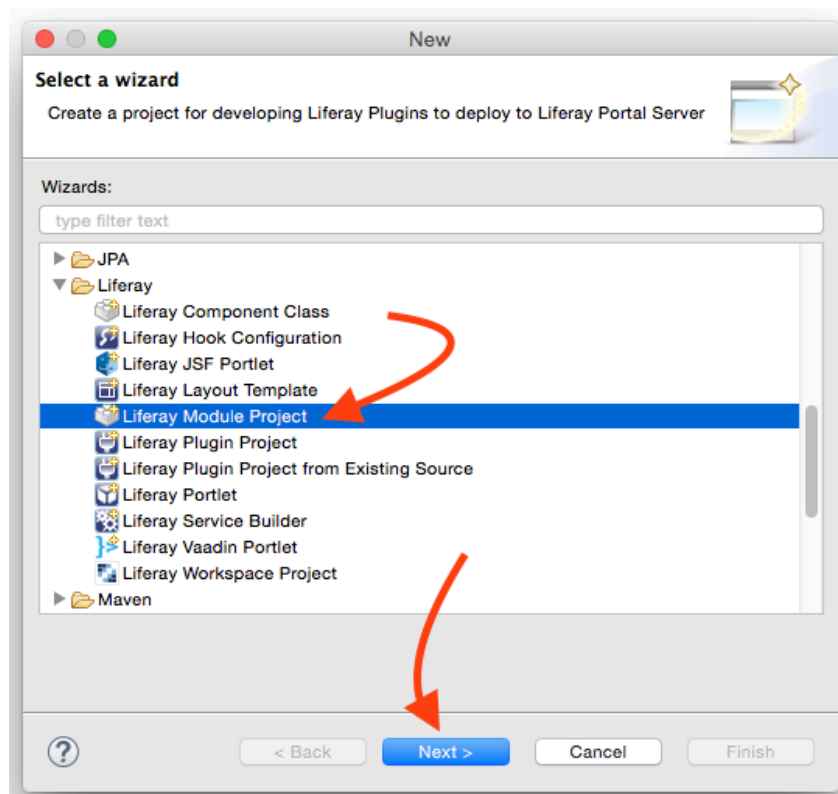 New
Select a wizard
Create a project for developing Liferay Plugins to deploy to Liferay Portal Server
Wizards:
type filter text
JPA
Liferay
Liferay Component Class
Liferay Hook Configuration
Liferay JSF Portlet
Liferay Layout Template
Liferay Module Project
Liferay Plugin Project
Liferay Plugin Project from Existing Source
Liferay Portlet
Liferay Service Builder
Liferay Vaadin Portlet
Liferay Workspace Project
Maven
? < Back Next > Cancel Finish